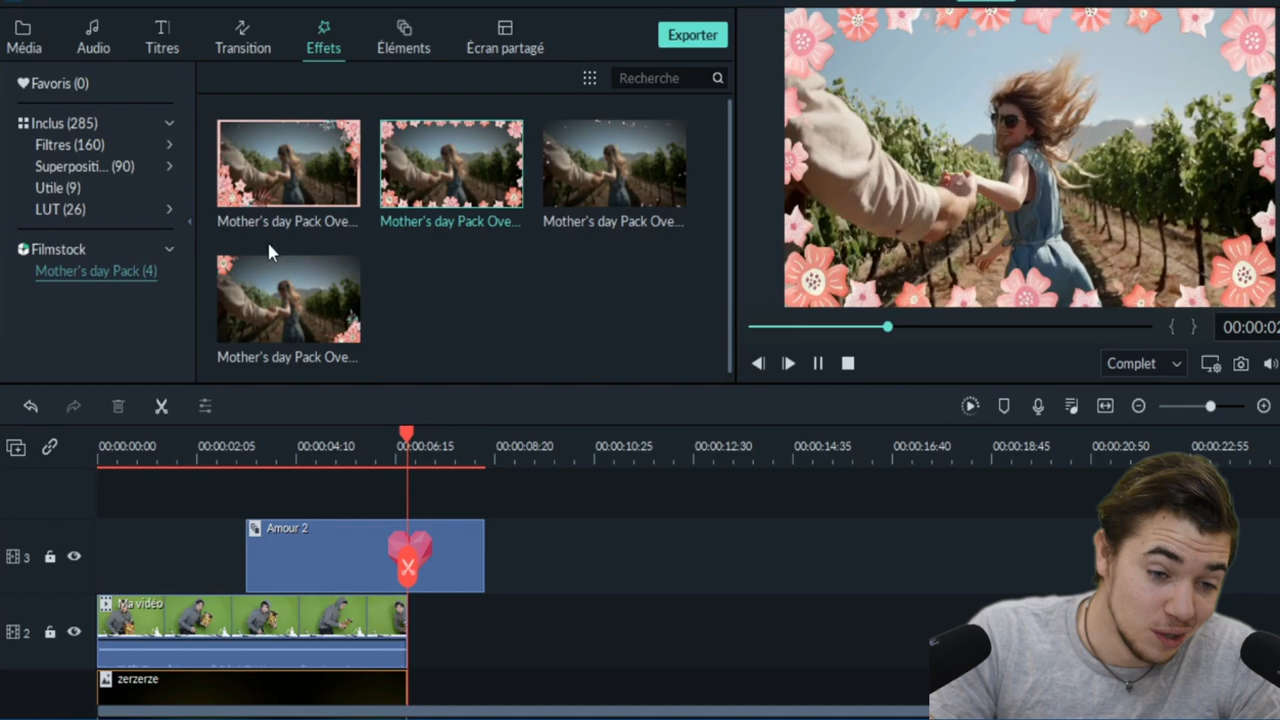 Média
Audio
Titres
Transition
Effets
Éléments
Écran partagé
Exporter
Favoris (0)
Recherche
Inclus (285)
Filtres (160)
Superpositi... (90)
Utile (9)
LUT (26)
Filmstock
Mother's day Pack (4)
Mother's day Pack Ove...
Mother's day Pack Ove...
Mother's day Pack Ove...
Mother's day Pack Ove...
00:00:02
Complet
00:00:00:00
00:00:02:05
00:00:04:10
00:00:06:15
00:00:08:20
00:00:10:25
00:00:12:30
00:00:14:35
00:00:16:40
00:00:18:45
00:00:20:50
00:00:22:55
3
Amour 2
2
Ma vidéo
zerzerze